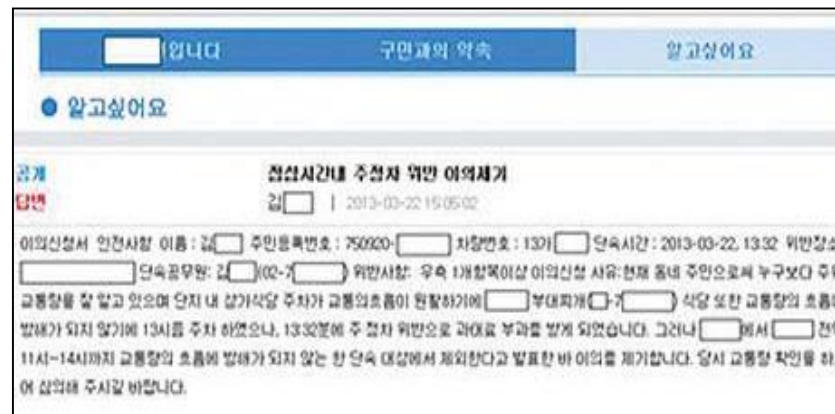 입니다 구민과의 약속 알고싶어요
● 알고싶어요
공개 점심시간내 주정차 위반 이의제기
답변 김 | 2013-03-22 15:05:02
이의신청서 인전사항 이름 : 김 주민등록번호 : 750920- 차량번호 : 13가 단속시간 : 2013-03-22, 13:32 위반장소
단속공무원: 김 (02-7 ) 위반사항: 우측 1개항목이상 이의신청 사유:현재 동네 주민으로써 누구보다 주위
교통량을 잘 알고 있으며 단지 내 상가식당 주차가 교통의흐름이 원활하기에 부대찌개( -7 ) 식당 또한 교통량의 흐름에
방해가 되지 않기에 13시쯤 주차 하였으나, 13:32분에 주 정차 위반으로 과태료 부과를 받게 되었습니다. 그러나 에서
11시-14시까지 교통량의 흐름에 방해가 되지 않는 한 단속 대상에서 제외한다고 발표한 바 이의를 제기합니다. 당시 교통량 확인을 하
여 심의해 주시길 바랍니다.